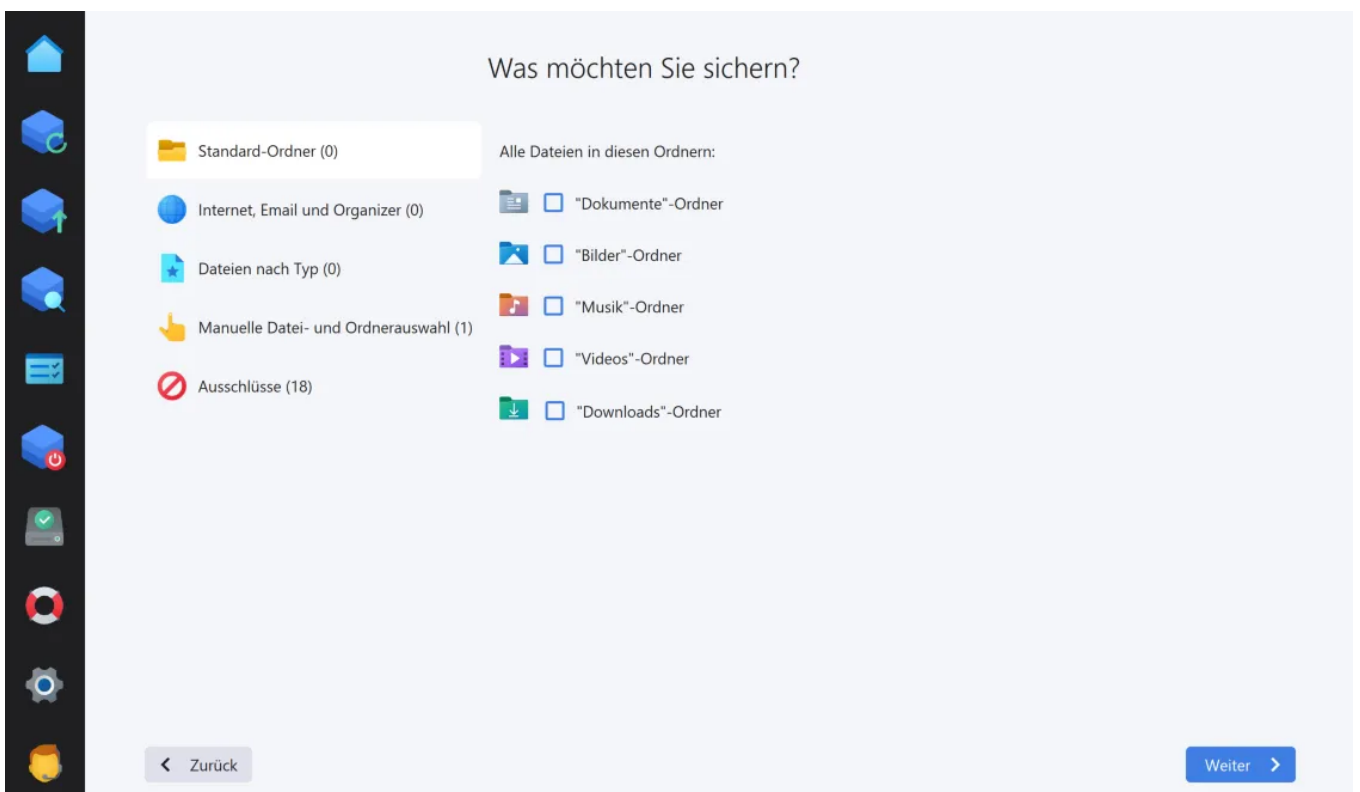 Was möchten Sie sichern?
Standard-Ordner (0)
Internet, Email und Organizer (0)
Dateien nach Typ (0)
Manuelle Datei- und Ordnerauswahl (1)
Ausschlüsse (18)
Alle Dateien in diesen Ordnern:
"Dokumente"-Ordner
"Bilder"-Ordner
"Musik"-Ordner
"Videos"-Ordner
"Downloads"-Ordner
Zurück
Weiter